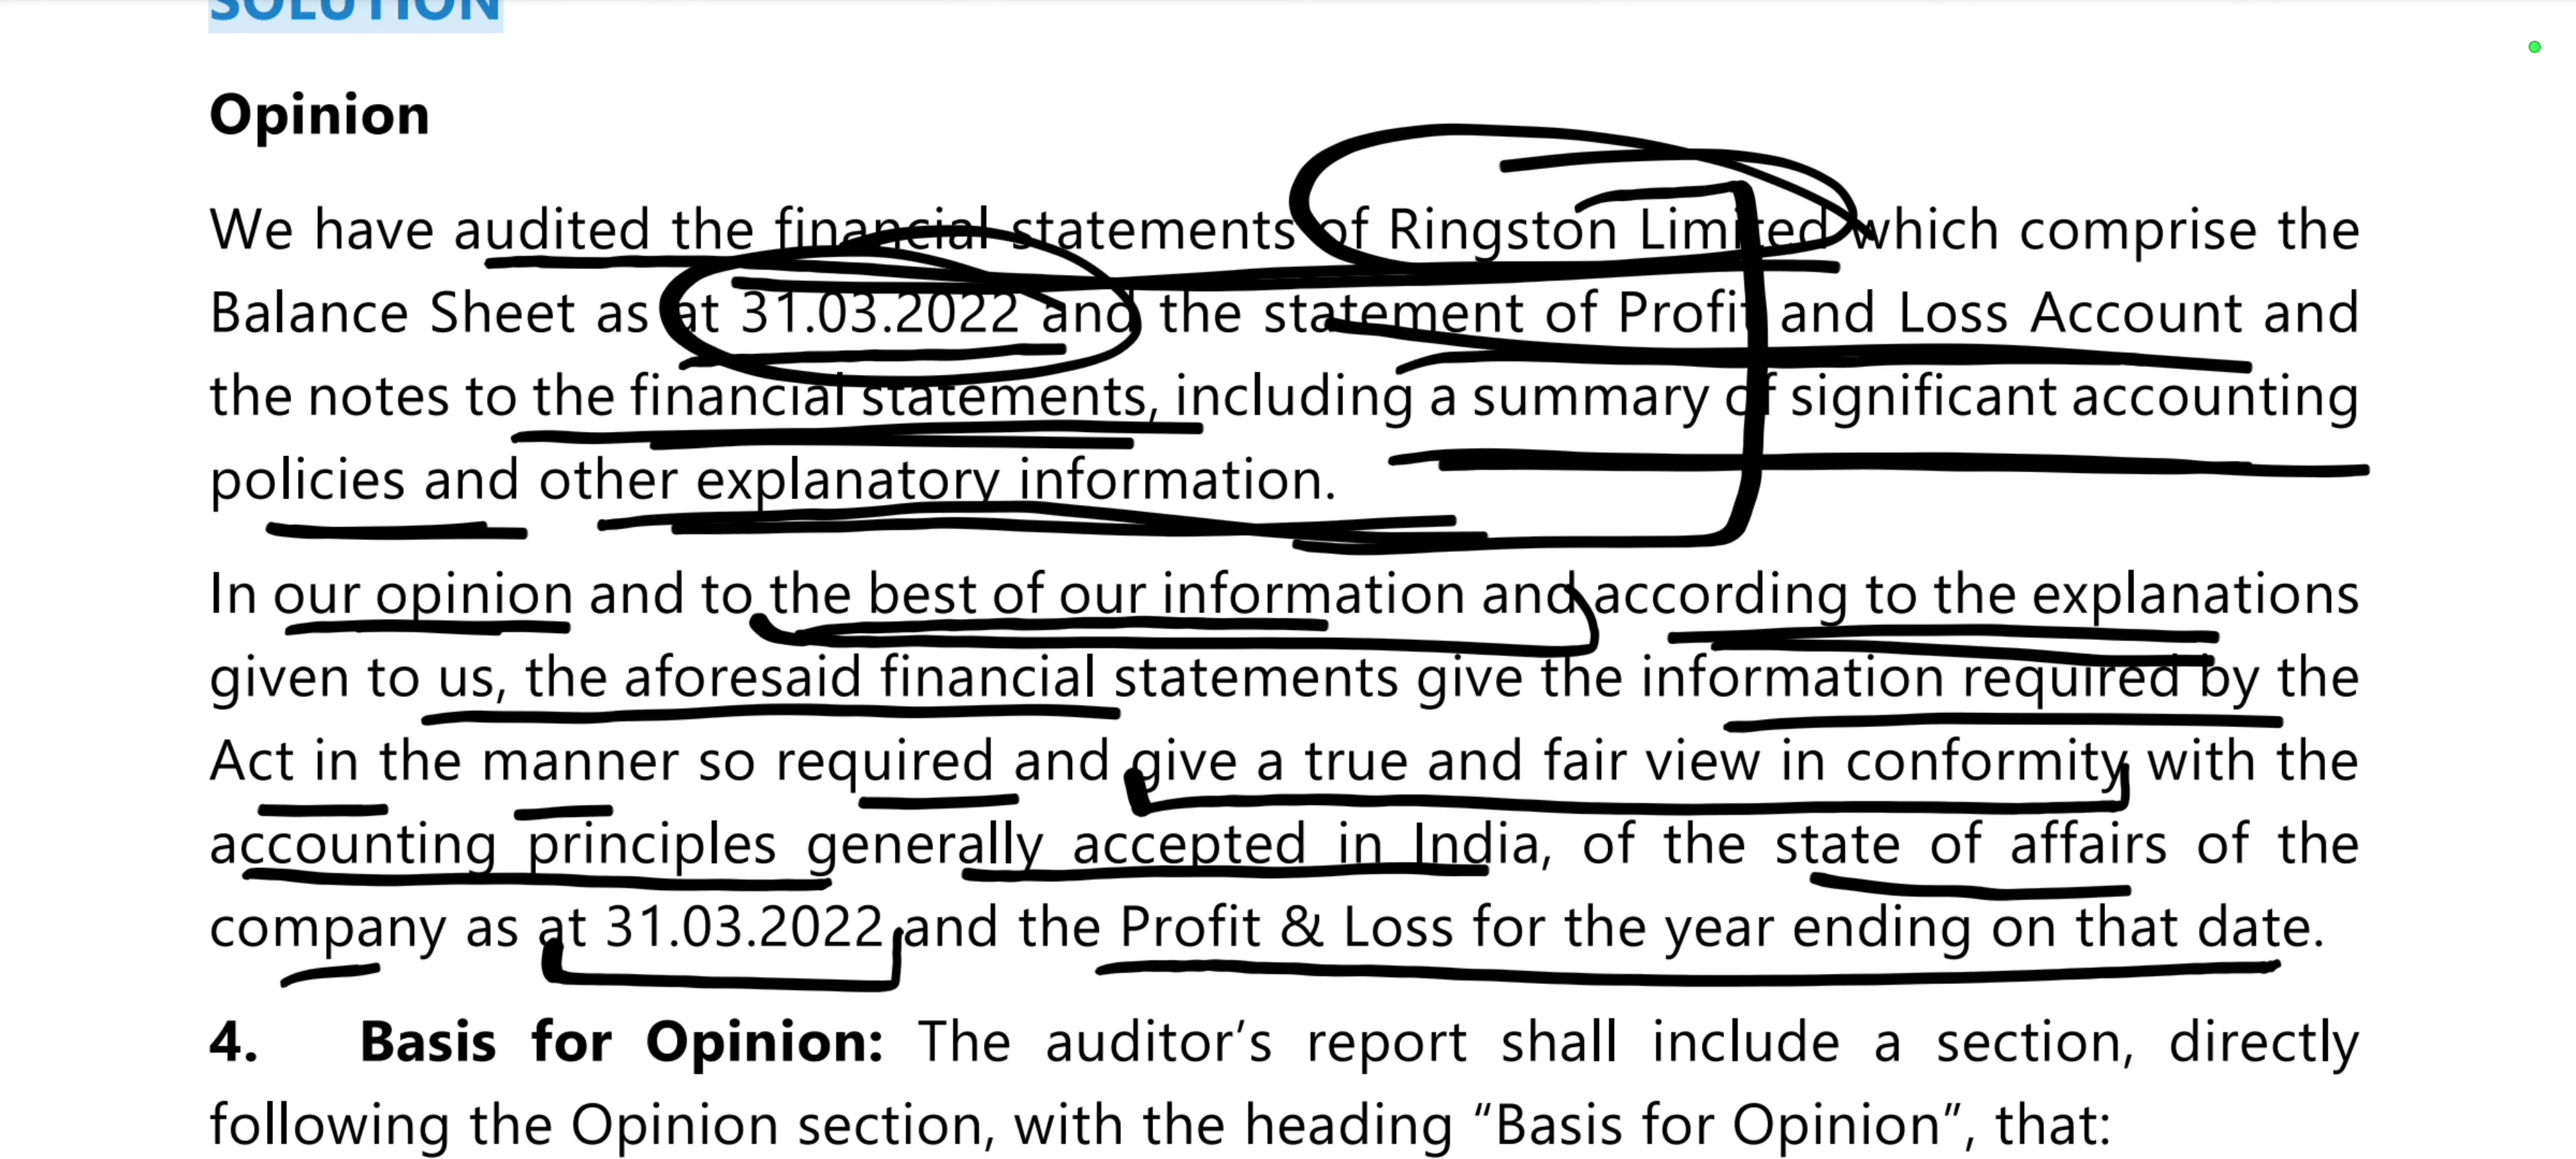 SOLUTION
Opinion
We have audited the financial statements of Ringston Limited which comprise the
Balance Sheet as at 31.03.2022 and the statement of Profit and Loss Account and
the notes to the financial statements, including a summary of significant accounting
policies and other explanatory information.
In our opinion and to the best of our information and according to the explanations
given to us, the aforesaid financial statements give the information required by the
Act in the manner so required and give a true and fair view in conformity with the
accounting principles generally accepted in India, of the state of affairs of the
company as at 31.03.2022 and the Profit & Loss for the year ending on that date.
4. Basis for Opinion: The auditor’s report shall include a section, directly
following the Opinion section, with the heading “Basis for Opinion”, that: